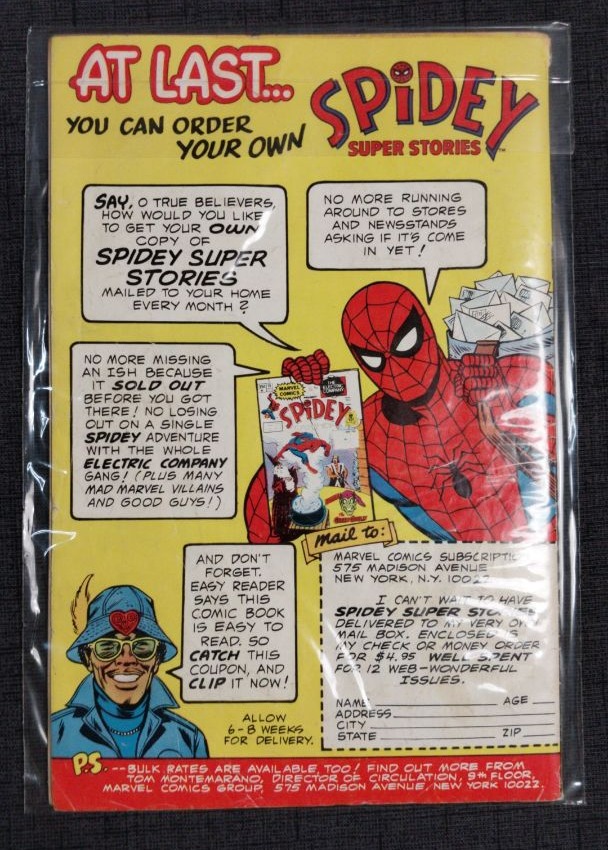 AT LAST...
YOU CAN ORDER
YOUR OWN
SPIDEY
SUPER STORIES
SAY, O TRUE BELIEVERS,
HOW WOULD YOU LIKE
TO GET YOUR OWN
COPY OF
SPIDEY SUPER
STORIES
MAILED TO YOUR HOME
EVERY MONTH?
NO MORE RUNNING
AROUND TO STORES
AND NEWSSTANDS
ASKING IF IT'S COME
IN YET!
NO MORE MISSING
AN ISH BECAUSE
IT SOLD OUT
BEFORE YOU GOT
THERE! NO LOSING
OUT ON A SINGLE
SPIDEY ADVENTURE
WITH THE WHOLE
ELECTRIC COMPANY
GANG! (PLUS MANY
MAD MARVEL VILLAINS
AND GOOD GUYS!)
MARVEL
COMICS
THE
ELECTRIC
COMPANY
SPIDEY
mail to:
AND DON'T
FORGET,
EASY READER
SAYS THIS
COMIC BOOK
IS EASY TO
READ. SO
CATCH THIS
COUPON, AND
CLIP IT NOW!
ALLOW
6-8 WEEKS
FOR DELIVERY.
MARVEL COMICS SUBSCRIPTIO
575 MADISON AVENUE
NEW YORK, N.Y. 10022
I CAN'T WAIT TO HAVE
SPIDEY SUPER STORIES
DELIVERED TO MY VERY OWN
MAIL BOX. ENCLOSED IS
MY CHECK OR MONEY ORDER
FOR $4.95 WELL SPENT
FOR 12 WEB-WONDERFUL
ISSUES.
NAME AGE
ADDRESS
CITY
STATE ZIP
P.S. --BULK RATES ARE AVAILABLE, TOO! FIND OUT MORE FROM
TOM MONTEMARANO, DIRECTOR OF CIRCULATION, 9th FLOOR,
MARVEL COMICS GROUP, 575 MADISON AVENUE, NEW YORK 10022.